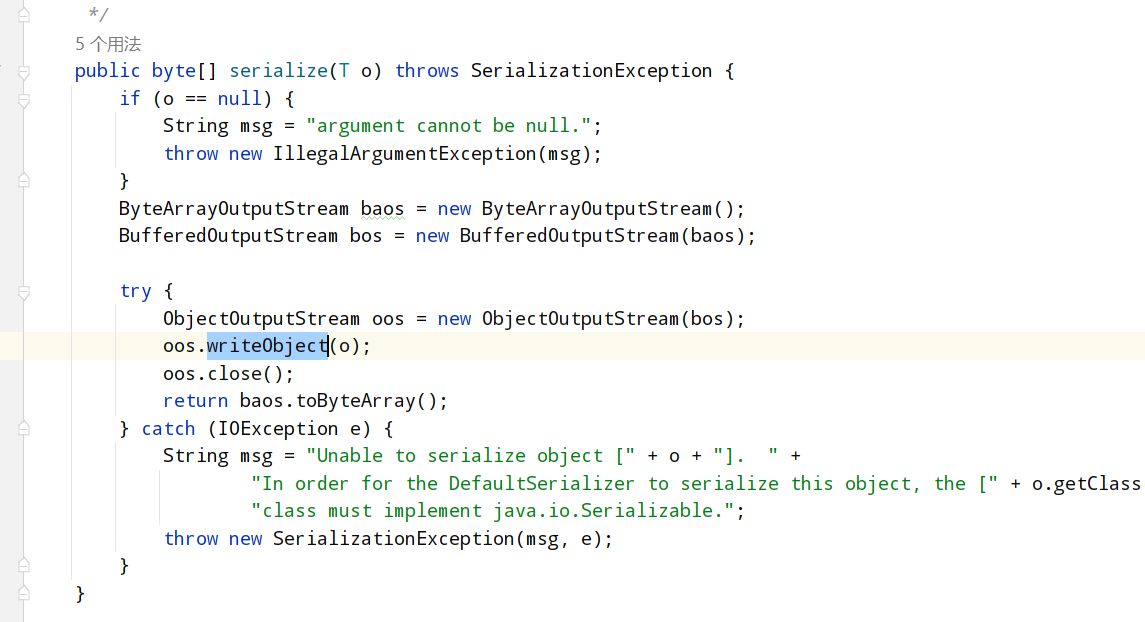 */
5 个用法
public byte[] serialize(T o) throws SerializationException {
if (o == null) {
String msg = "argument cannot be null.";
throw new IllegalArgumentException(msg);
}
ByteArrayOutputStream baos = new ByteArrayOutputStream();
BufferedOutputStream bos = new BufferedOutputStream(baos);
try {
ObjectOutputStream oos = new ObjectOutputStream(bos);
oos.writeObject(o);
oos.close();
return baos.toByteArray();
} catch (IOException e) {
String msg = "Unable to serialize object [" + o + "].  " +
"In order for the DefaultSerializer to serialize this object, the [" + o.getClass
"class must implement java.io.Serializable.";
throw new SerializationException(msg, e);
}
}